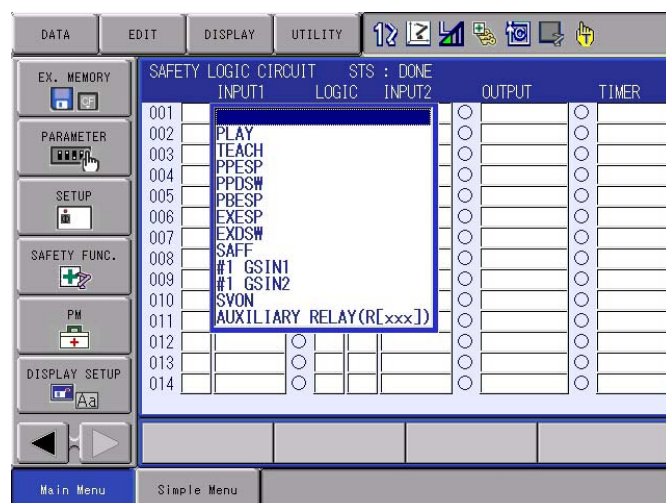 DATA EDIT DISPLAY UTILITY
EX. MEMORY
CF
PARAMETER
SETUP
SAFETY FUNC.
PM
DISPLAY SETUP
Aa
SAFETY LOGIC CIRCUIT STS : DONE
INPUT1 LOGIC INPUT2 OUTPUT TIMER
001
002 PLAY
003 TEACH
004 PPESP
PPDSW
005 PBESP
006 EXESP
007 EXDSW
008 SAFF
009 #1 GSIN1
#1 GSIN2
010 SVON
011 AUXILIARY RELAY(R[xxx])
012
013
014
Main Menu Simple Menu